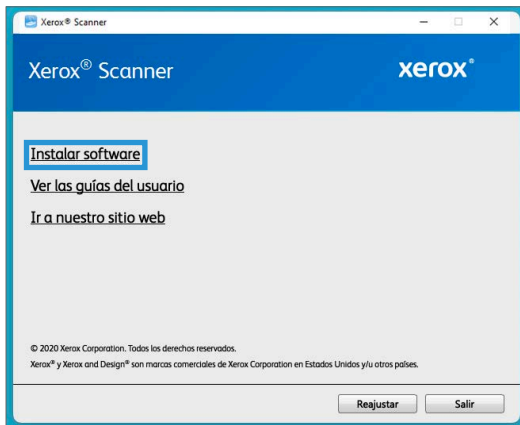 Xerox® Scanner
Xerox® Scanner
xerox®
Instalar software
Ver las guías del usuario
Ir a nuestro sitio web
© 2020 Xerox Corporation. Todos los derechos reservados.
Xerox® y Xerox and Design® son marcas comerciales de Xerox Corporation en Estados Unidos y/u otros países.
Reajustar Salir